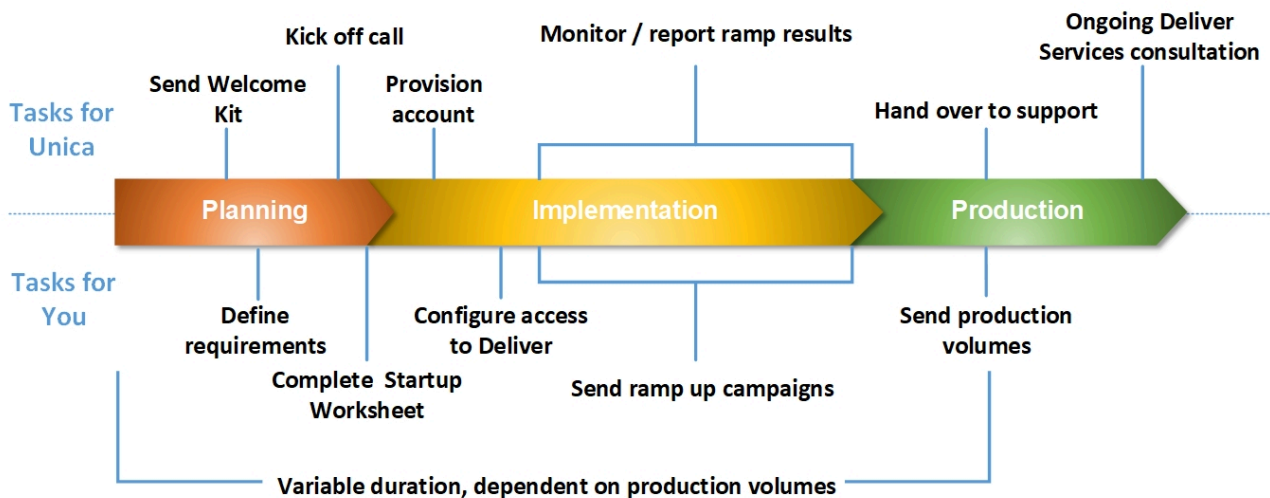 Ongoing Deliver
Services consultation
Kick off call
Monitor / report ramp results
Send Welcome
Kit
Provision
account
Hand over to support
Tasks for
Unica
Planning
Implementation
Production
Tasks for
You
Define
requirements
Configure access
to Deliver
Send production
volumes
Complete Startup
Worksheet
Send ramp up campaigns
Variable duration, dependent on production volumes